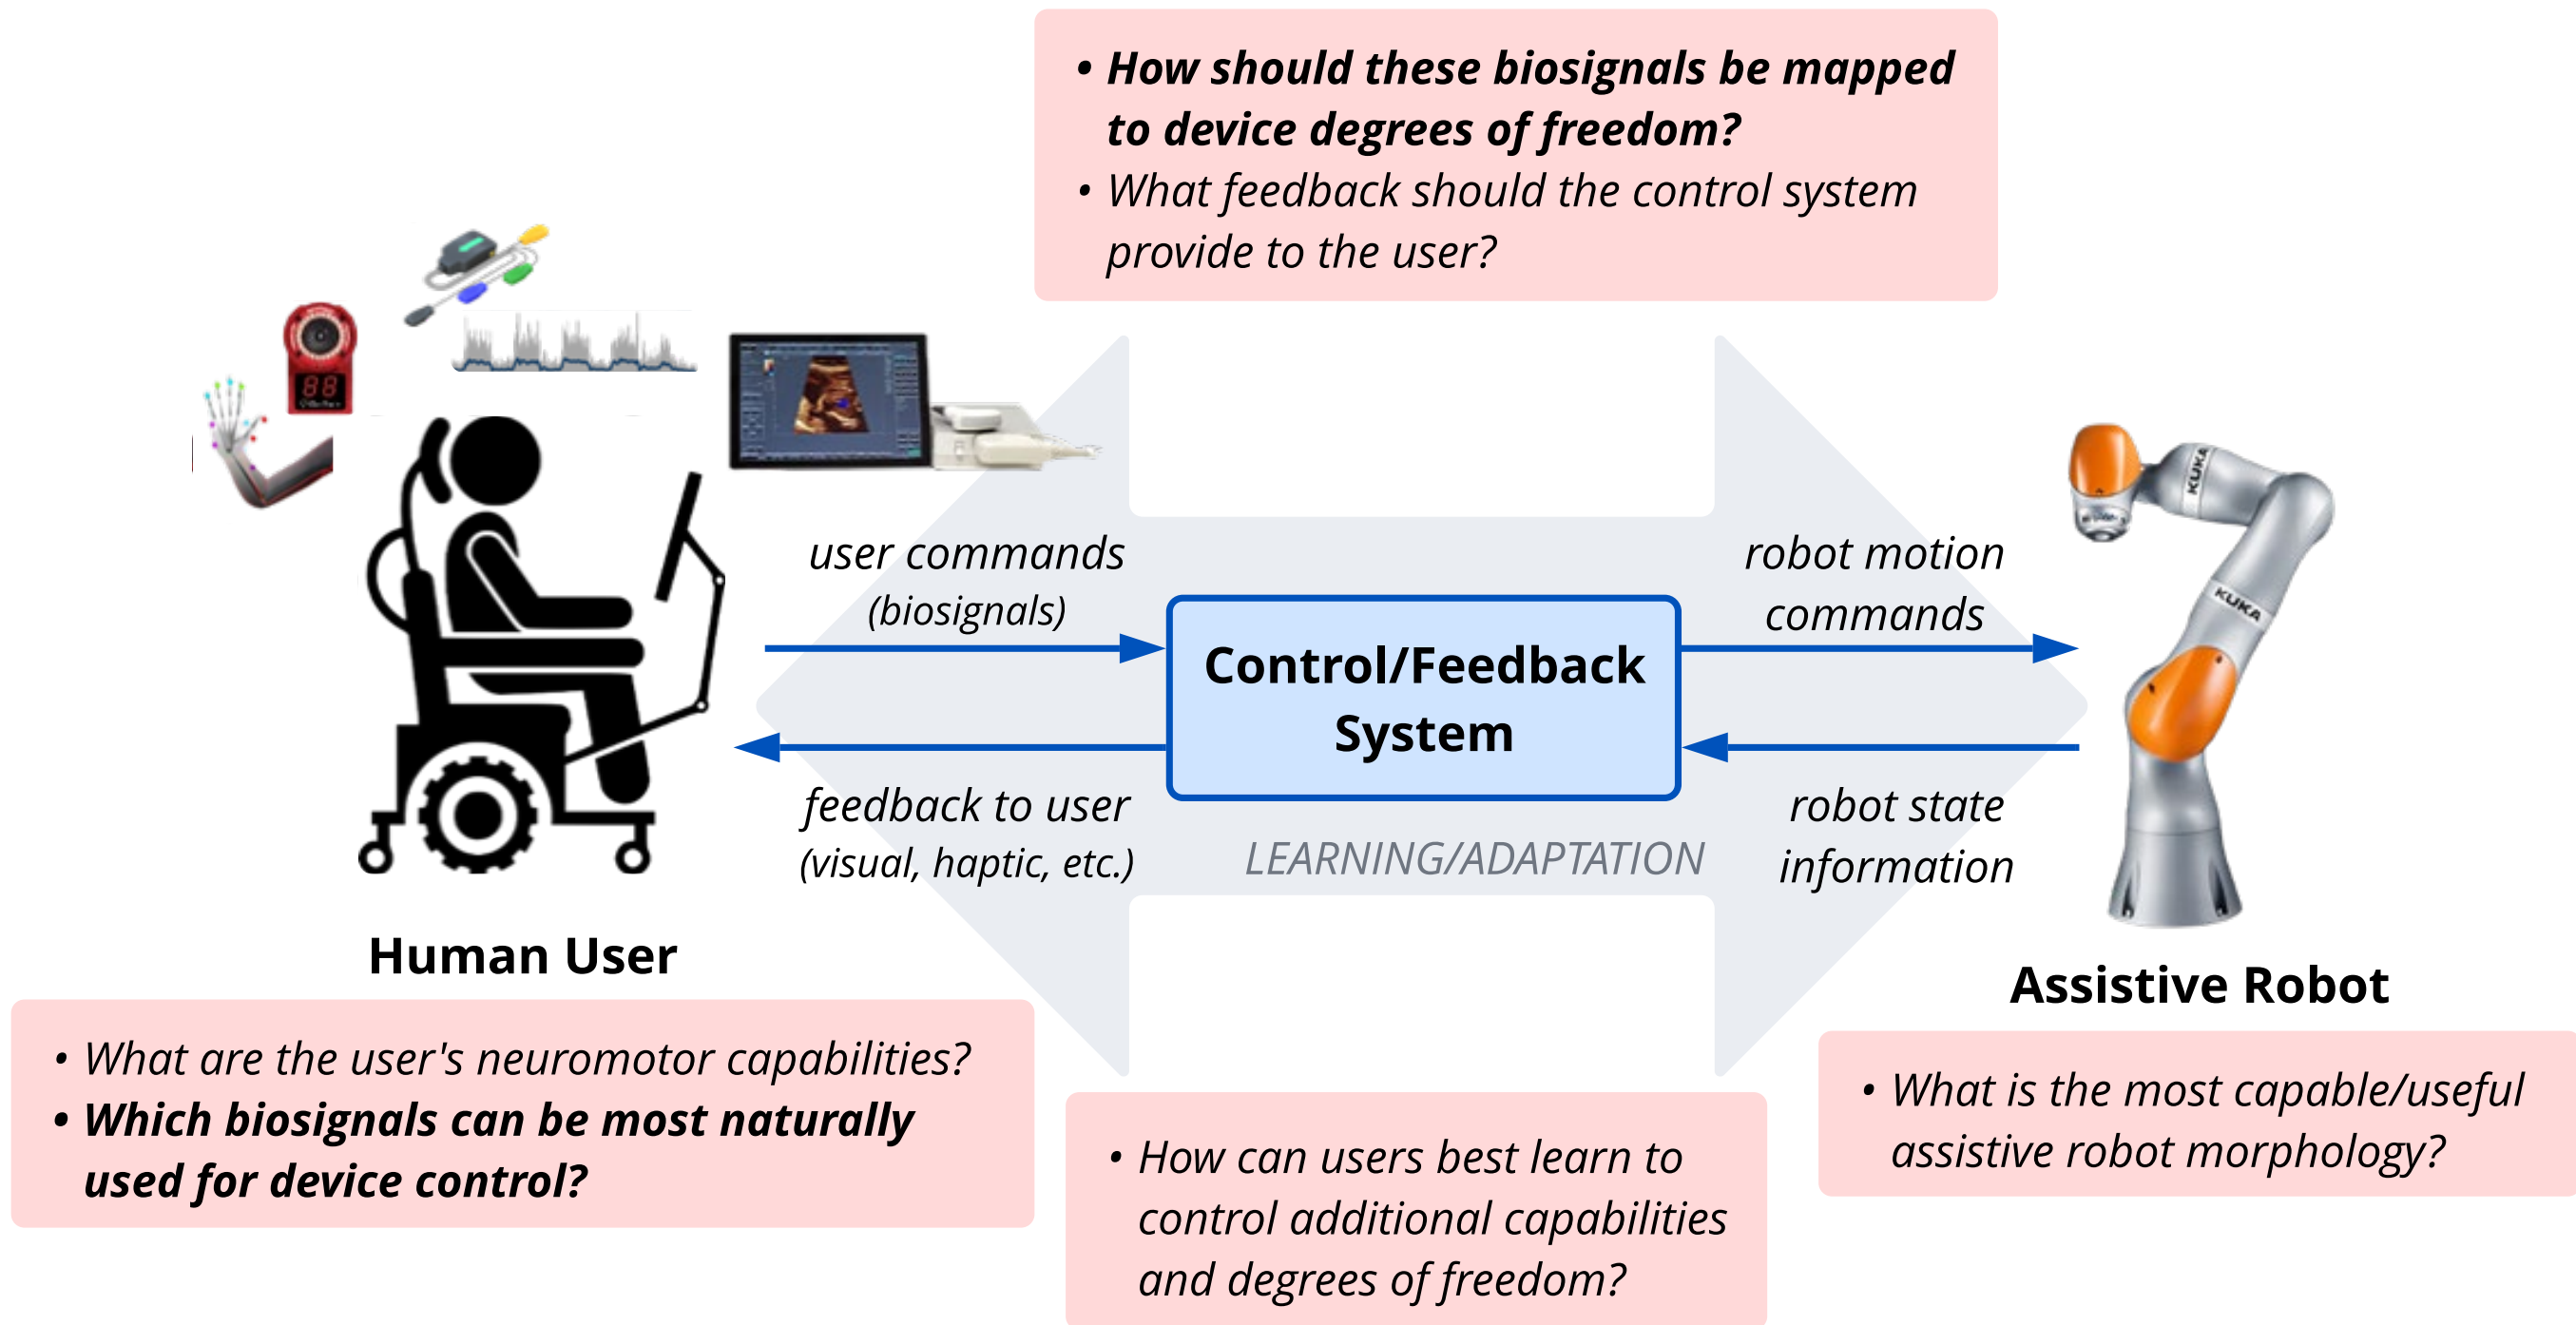 • How should these biosignals be mapped
to device degrees of freedom?
• What feedback should the control system
provide to the user?
88
user commands
(biosignals)
robot motion
commands
KUKA
KUKA
Control/Feedback
System
feedback to user
(visual, haptic, etc.)
LEARNING/ADAPTATION
robot state
information
Human User
Assistive Robot
• What are the user's neuromotor capabilities?
• Which biosignals can be most naturally
used for device control?
• How can users best learn to
control additional capabilities
and degrees of freedom?
• What is the most capable/useful
assistive robot morphology?